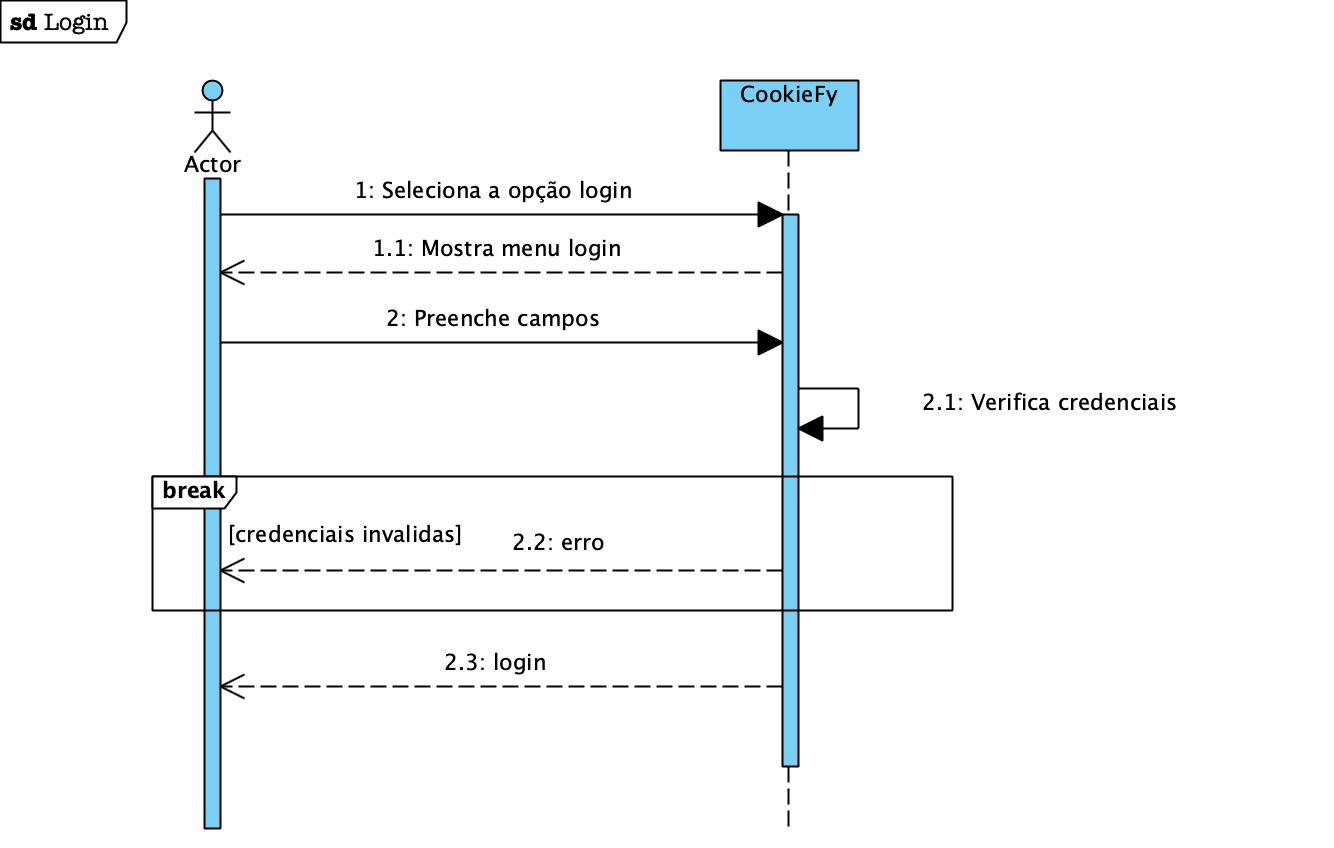 sd Login
Actor
CookieFy
1: Seleciona a opção login
1.1: Mostra menu login
2: Preenche campos
2.1: Verifica credenciais
break
[credenciais invalidas]
2.2: erro
2.3: login